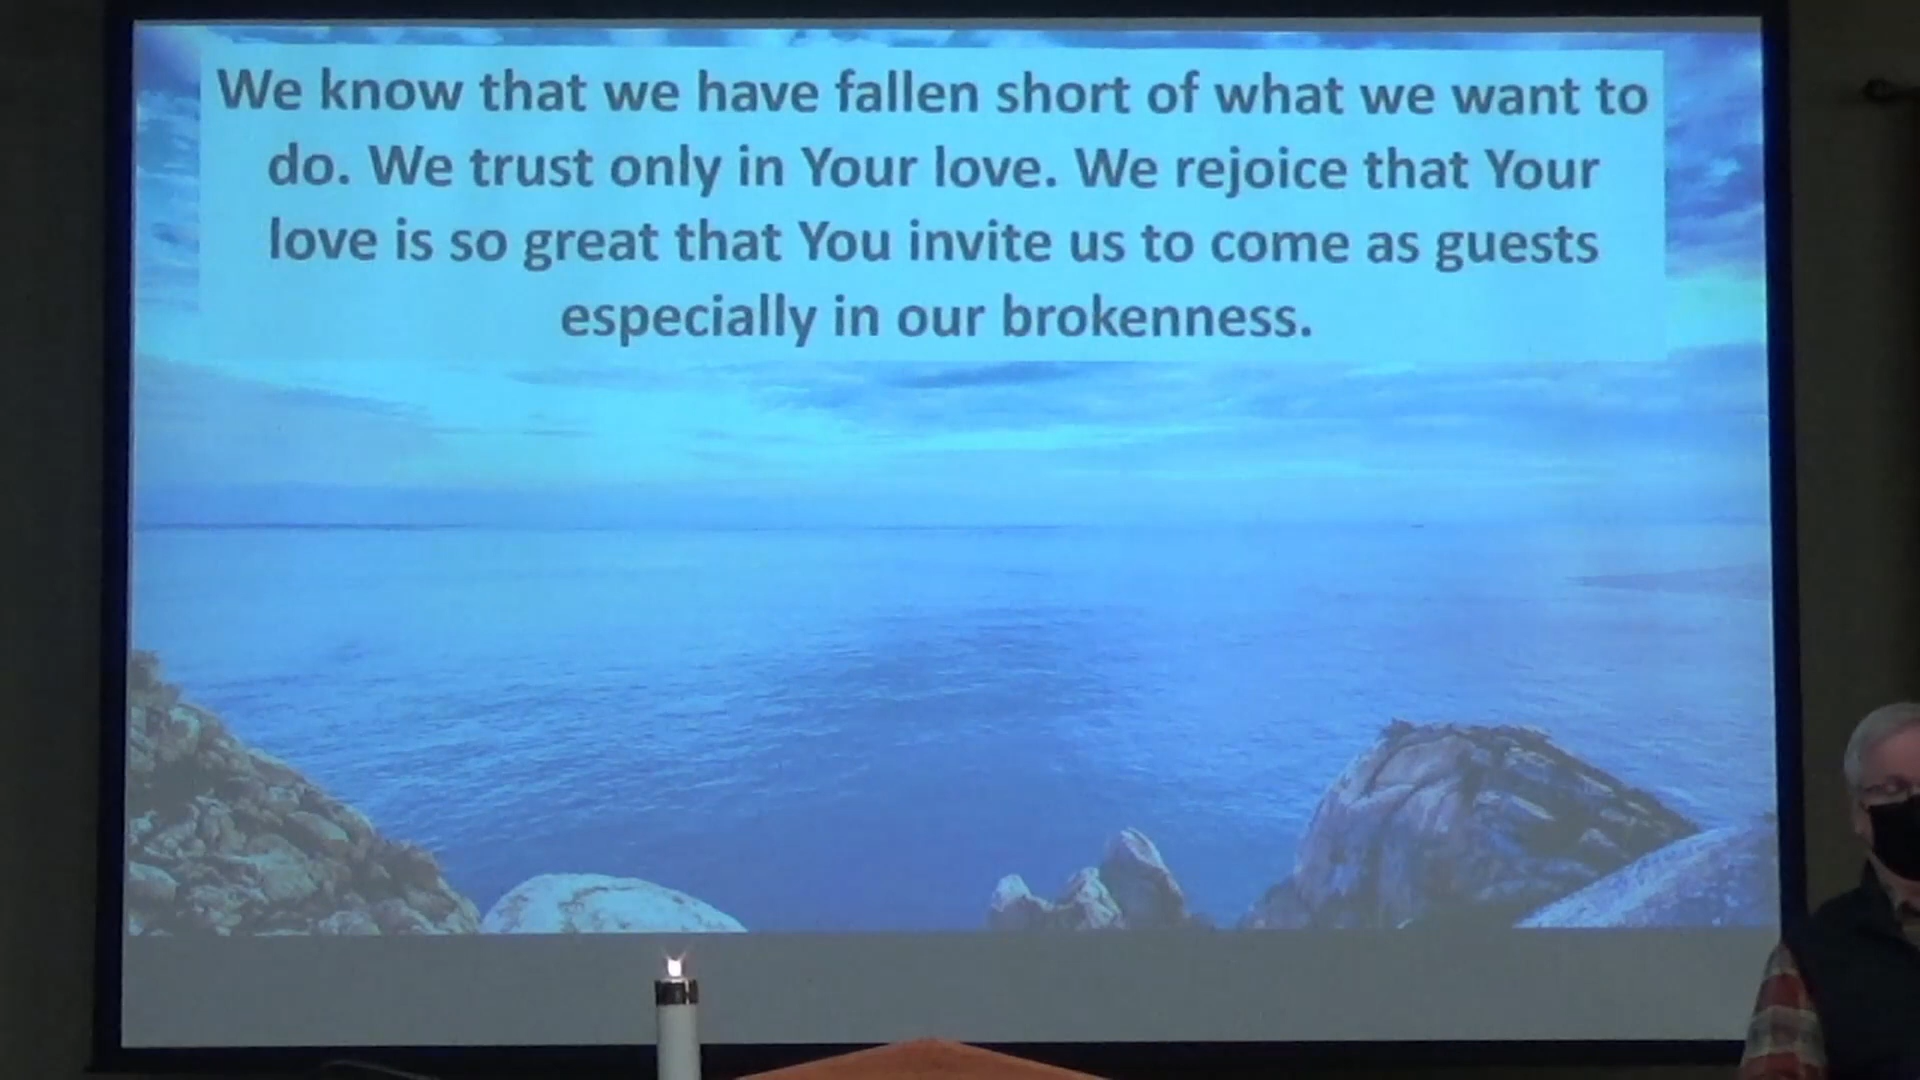 We know that we have fallen short of what we want to
do. We trust only in Your love. We rejoice that Your
love is so great that You invite us to come as guests
especially in our brokenness.